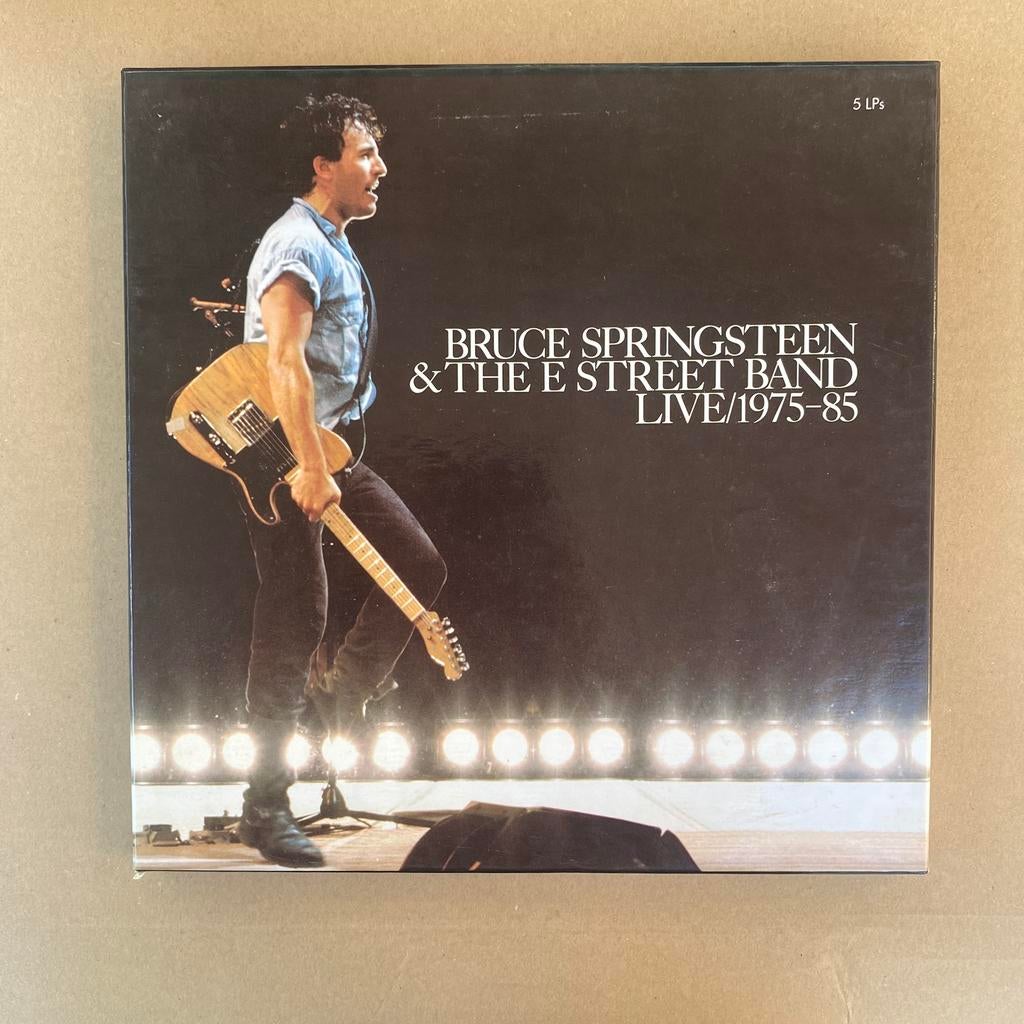 5 LPs
BRUCE SPRINGSTEEN
& THE E STREET BAND
LIVE/1975–85